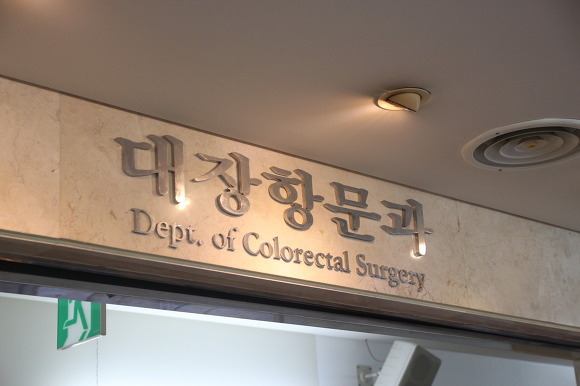 대장항문과
Dept. of Colorectal Surgery